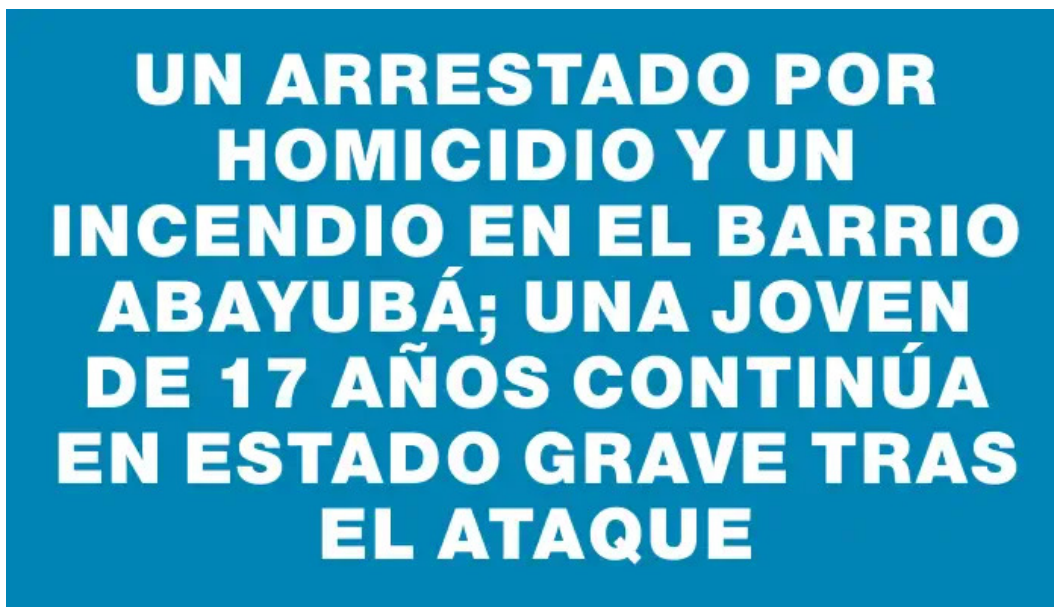 UN ARRESTADO POR
HOMICIDIO Y UN
INCENDIO EN EL BARRIO
ABAYUBÁ; UNA JOVEN
DE 17 AÑOS CONTINÚA
EN ESTADO GRAVE TRAS
EL ATAQUE